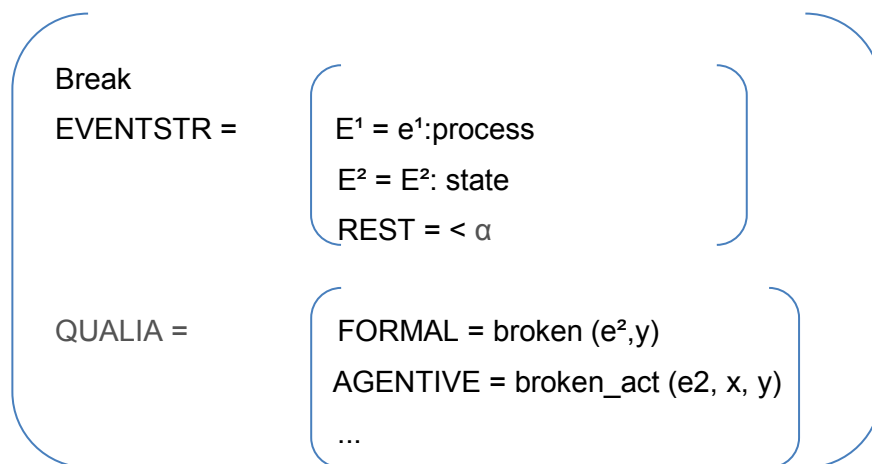 Break
EVENTSTR = E¹ = e¹:process
E² = E²: state
REST = < α
QUALIA = FORMAL = broken (e²,y)
AGENTIVE = broken_act (e2, x, y)
...